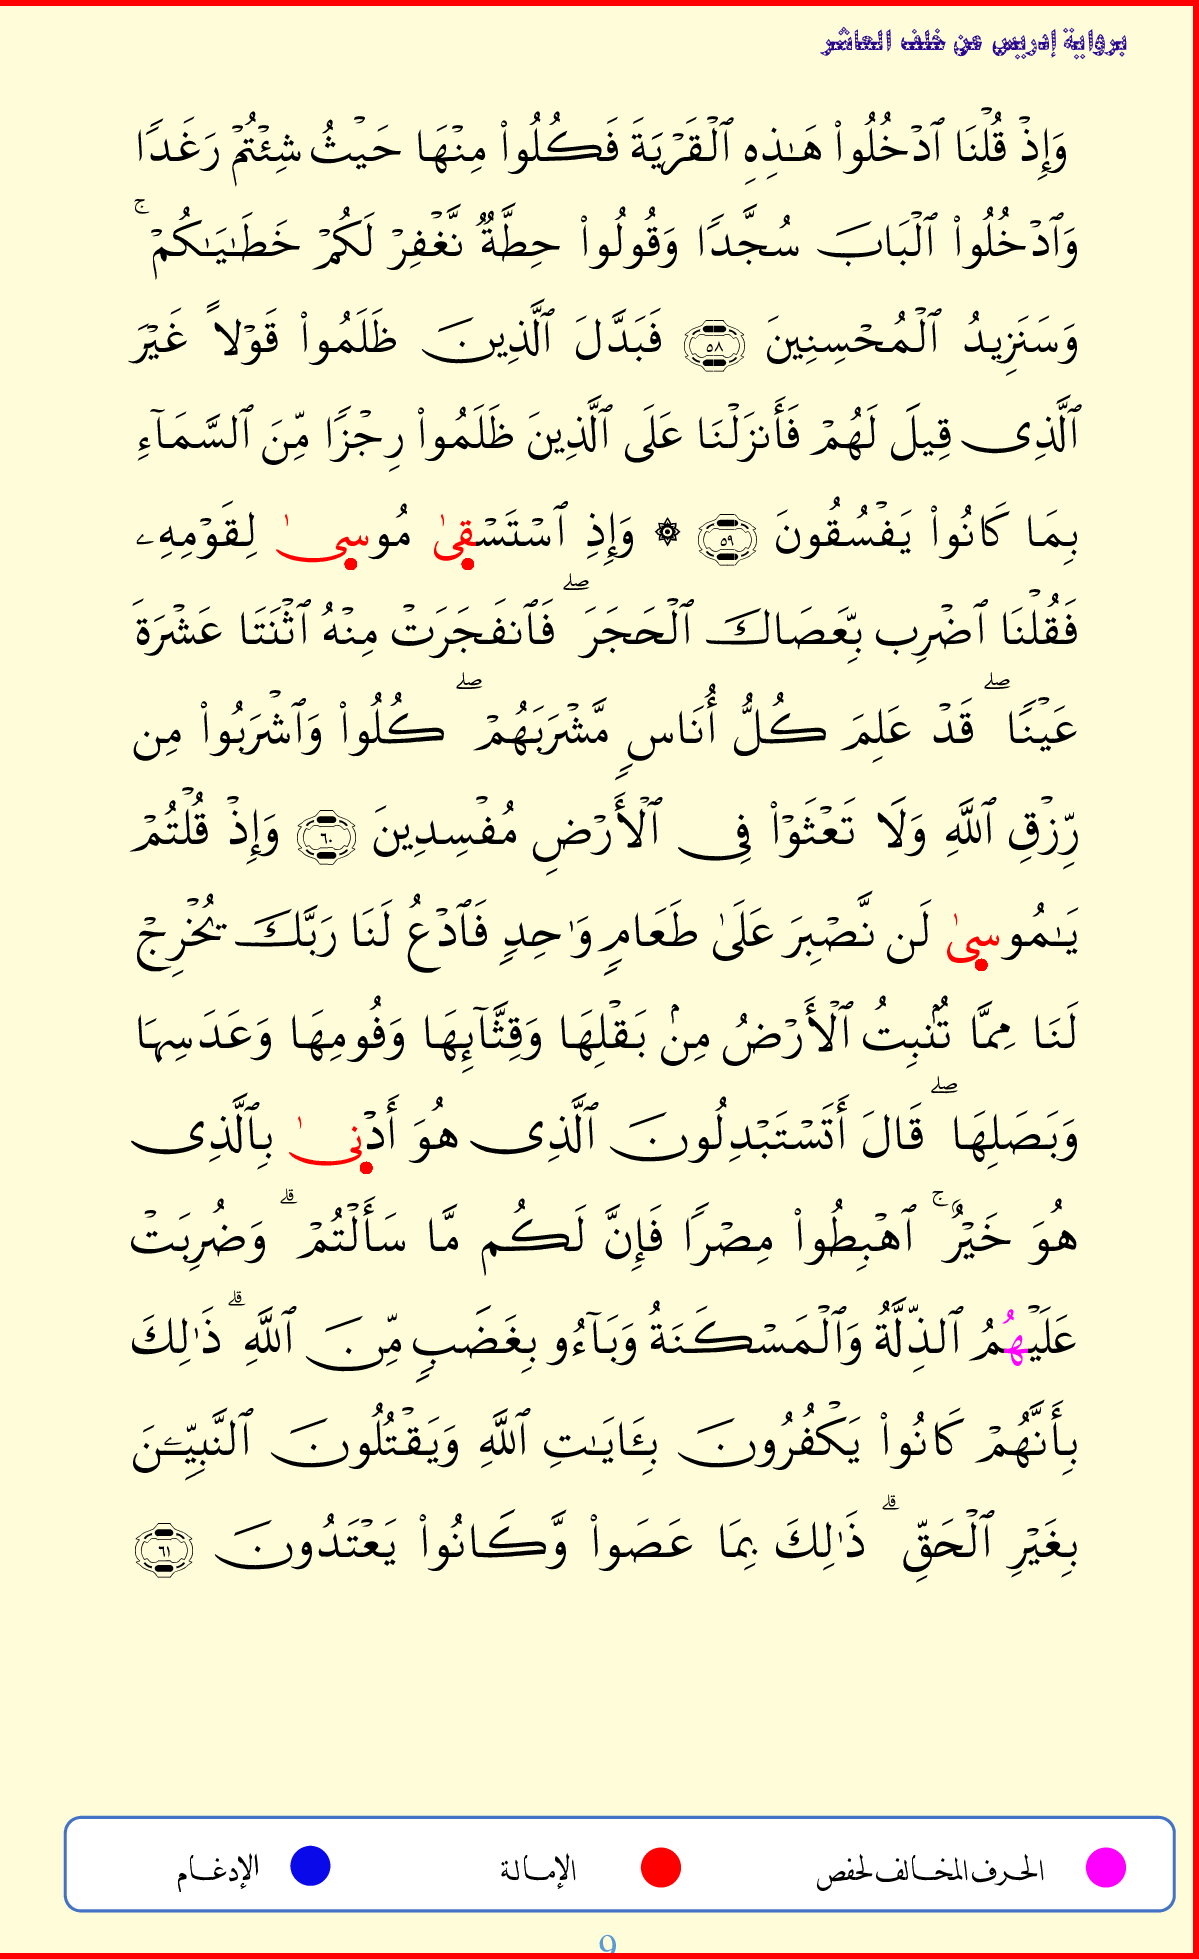 برواية إدريس عن خلف العاشر
وَإِذۡ قُلۡنَا ٱدۡخُلُوا۟ هَـٰذِهِ ٱلۡقَرۡيَةَ فَكُلُوا۟ مِنۡهَا حَيۡثُ شِئۡتُمۡ رَغَدًا
وَٱدۡخُلُوا۟ ٱلۡبَابَ سُجَّدًا وَقُولُوا۟ حِطَّةٌ نَّغۡفِرۡ لَكُمۡ خَطَـٰيَـٰكُمۡۚ
وَسَنَزِيدُ ٱلۡمُحۡسِنِينَ ٥٨ فَبَدَّلَ ٱلَّذِينَ ظَلَمُوا۟ قَوۡلًا غَيۡرَ
ٱلَّذِى قِيلَ لَهُمۡ فَأَنزَلۡنَا عَلَى ٱلَّذِينَ ظَلَمُوا۟ رِجۡزًا مِّنَ ٱلسَّمَآءِ
بِمَا كَانُوا۟ يَفۡسُقُونَ ٥٩ ۞ وَإِذِ ٱسۡتَسۡقىٰ مُوسىٰ لِقَوۡمِهِۦ
فَقُلۡنَا ٱضۡرِب بِّعَصَاكَ ٱلۡحَجَرَۖ فَٱنفَجَرَتۡ مِنۡهُ ٱثۡنَتَا عَشۡرَةَ
عَيۡنًاۖ قَدۡ عَلِمَ كُلُّ أُنَاسٍ مَّشۡرَبَهُمۡۖ كُلُوا۟ وَٱشۡرَبُوا۟ مِن
رِّزۡقِ ٱللَّهِ وَلَا تَعۡثَوۡا۟ فِى ٱلۡأَرۡضِ مُفۡسِدِينَ ٦٠ وَإِذۡ قُلۡتُمۡ
يَـٰمُوسىٰ لَن نَّصۡبِرَ عَلَىٰ طَعَامٍ وَٰحِدٍ فَٱدۡعُ لَنَا رَبَّكَ يُخۡرِجۡ
لَنَا مِمَّا تُنۢبِتُ ٱلۡأَرۡضُ مِنۢ بَقۡلِهَا وَقِثَّآئِهَا وَفُومِهَا وَعَدَسِهَا
وَبَصَلِهَاۖ قَالَ أَتَسۡتَبۡدِلُونَ ٱلَّذِى هُوَ أَدۡنىٰ بِٱلَّذِى
هُوَ خَيۡرٌۚ ٱهۡبِطُوا۟ مِصۡرًا فَإِنَّ لَكُم مَّا سَأَلۡتُمۡۗ وَضُرِبَتۡ
عَلَيۡهُمُ ٱلذِّلَّةُ وَٱلۡمَسۡكَنَةُ وَبَآءُو بِغَضَبٍ مِّنَ ٱللَّهِۗ ذَٰلِكَ
بِأَنَّهُمۡ كَانُوا۟ يَكۡفُرُونَ بِـَٔايَـٰتِ ٱللَّهِ وَيَقۡتُلُونَ ٱلنَّبِيِّـۧنَ
بِغَيۡرِ ٱلۡحَقِّۗ ذَٰلِكَ بِمَا عَصَوا۟ وَّكَانُوا۟ يَعۡتَدُونَ ٦١
الحرف المخالف لحفص الإمالة الإدغام
9